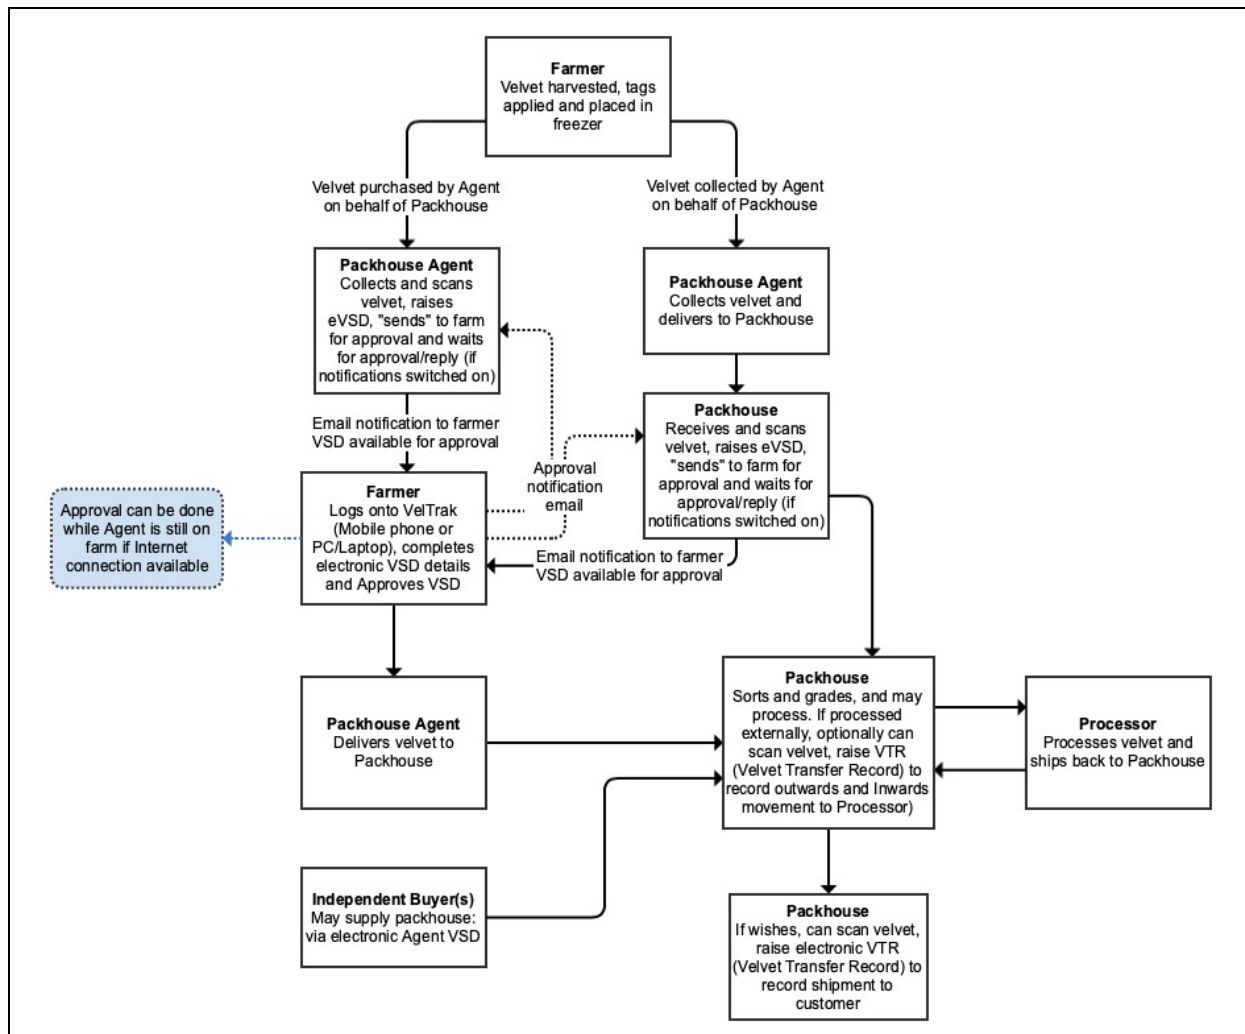 Farmer
Velvet harvested, tags
applied and placed in
freezer
Velvet purchased by Agent
on behalf of Packhouse
Velvet collected by Agent
on behalf of Packhouse
Packhouse Agent
Collects and scans
velvet, raises
eVSD, "sends" to farm
for approval and waits
for approval/reply (if
notifications switched on)
Packhouse Agent
Collects velvet and
delivers to Packhouse
Email notification to farmer
VSD available for approval
Packhouse
Receives and scans
velvet, raises eVSD,
"sends" to farm for
approval and waits for
approval/reply (if
notifications switched on)
Approval
notification
email
Approval can be done
while Agent is still on
farm if Internet
connection available
Farmer
Logs onto VelTrak
(Mobile phone or
PC/Laptop), completes
electronic VSD details
and Approves VSD
Email notification to farmer
VSD available for approval
Packhouse Agent
Delivers velvet to
Packhouse
Packhouse
Sorts and grades, and may
process. If processed
externally, optionally can
scan velvet, raise VTR
(Velvet Transfer Record) to
record outwards and Inwards
movement to Processor)
Processor
Processes velvet and
ships back to Packhouse
Independent Buyer(s)
May supply packhouse:
via electronic Agent VSD
Packhouse
If wishes, can scan velvet,
raise electronic VTR
(Velvet Transfer Record) to
record shipment to
customer